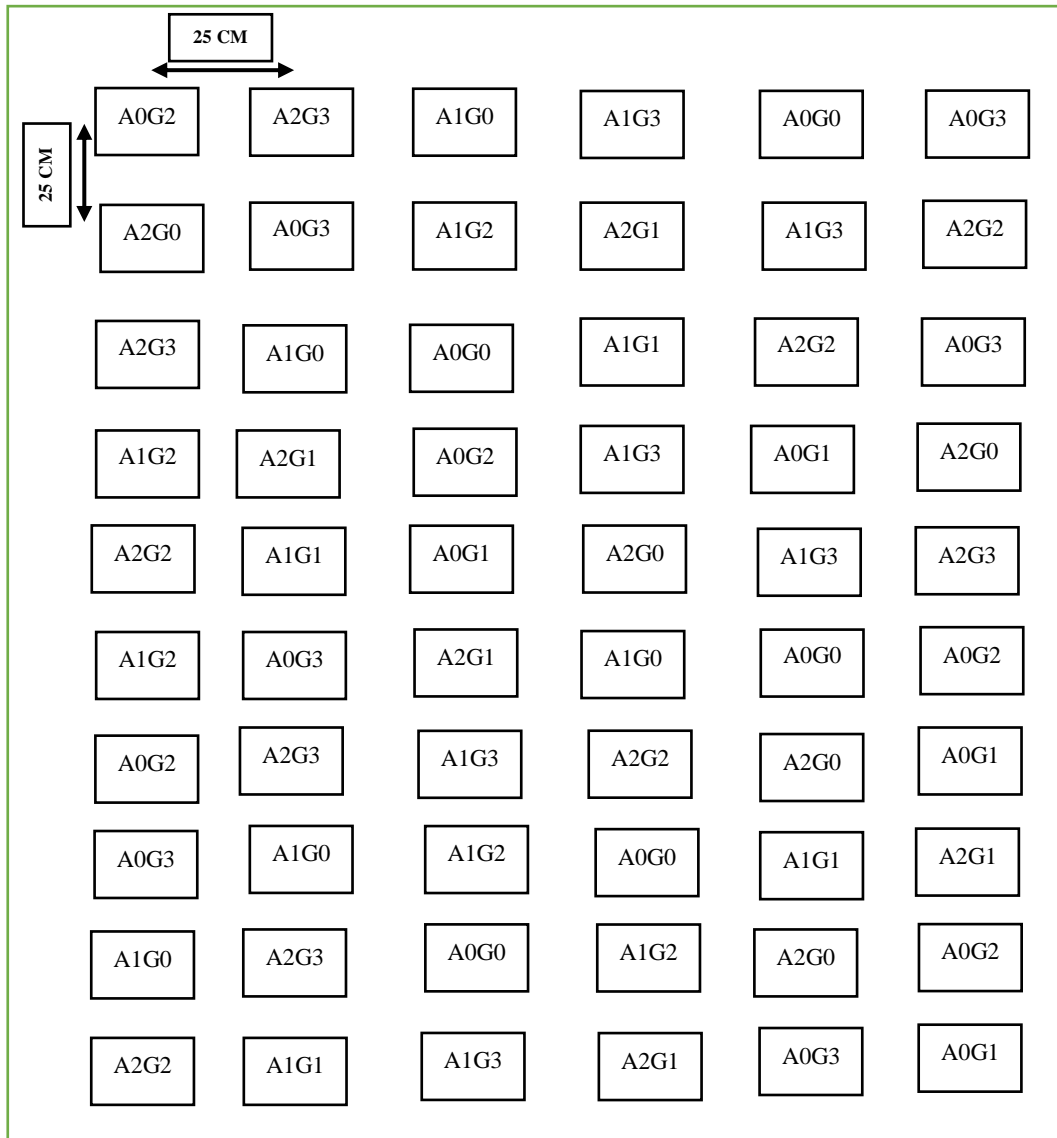 25 CM
25 CM
A0G2 A2G3 A1G0 A1G3 A0G0 A0G3
A2G0 A0G3 A1G2 A2G1 A1G3 A2G2
A2G3 A1G0 A0G0 A1G1 A2G2 A0G3
A1G2 A2G1 A0G2 A1G3 A0G1 A2G0
A2G2 A1G1 A0G1 A2G0 A1G3 A2G3
A1G2 A0G3 A2G1 A1G0 A0G0 A0G2
A0G2 A2G3 A1G3 A2G2 A2G0 A0G1
A0G3 A1G0 A1G2 A0G0 A1G1 A2G1
A1G0 A2G3 A0G0 A1G2 A2G0 A0G2
A2G2 A1G1 A1G3 A2G1 A0G3 A0G1